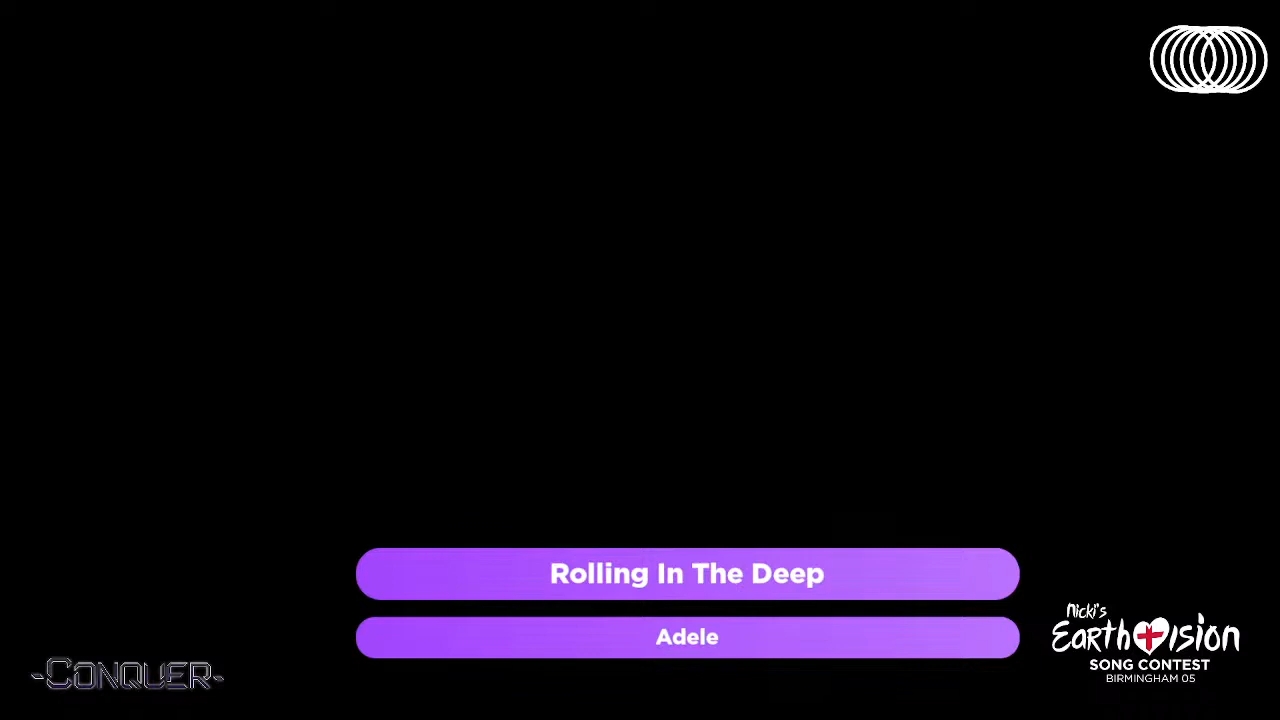 Rolling In The Deep
Adele
Nicki's
Earthvision
SONG CONTEST
BIRMINGHAM 05
-CONQUER-